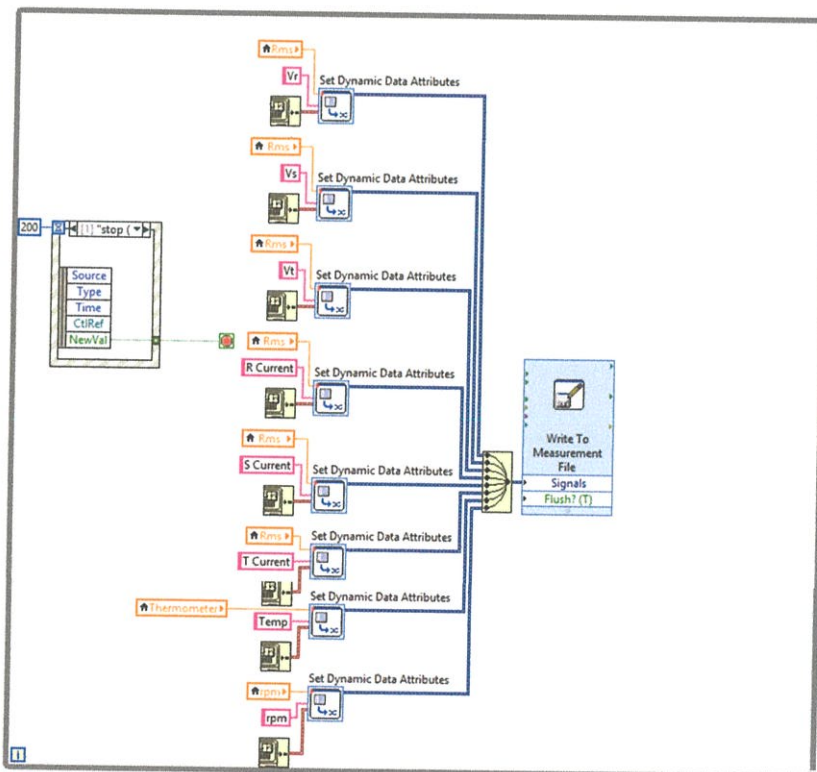 Rms
Vr
Set Dynamic Data Attributes
Rms
Vs
Set Dynamic Data Attributes
200
[1] "stop (
Source
Type
Time
CtlRef
NewVal
Rms
Vt
Set Dynamic Data Attributes
Rms
R Current
Set Dynamic Data Attributes
Rms
S Current
Set Dynamic Data Attributes
Rms
T Current
Set Dynamic Data Attributes
Thermometer
Temp
Set Dynamic Data Attributes
rpm
rpm
Set Dynamic Data Attributes
Write To
Measurement
File
Signals
Flush? (T)
i